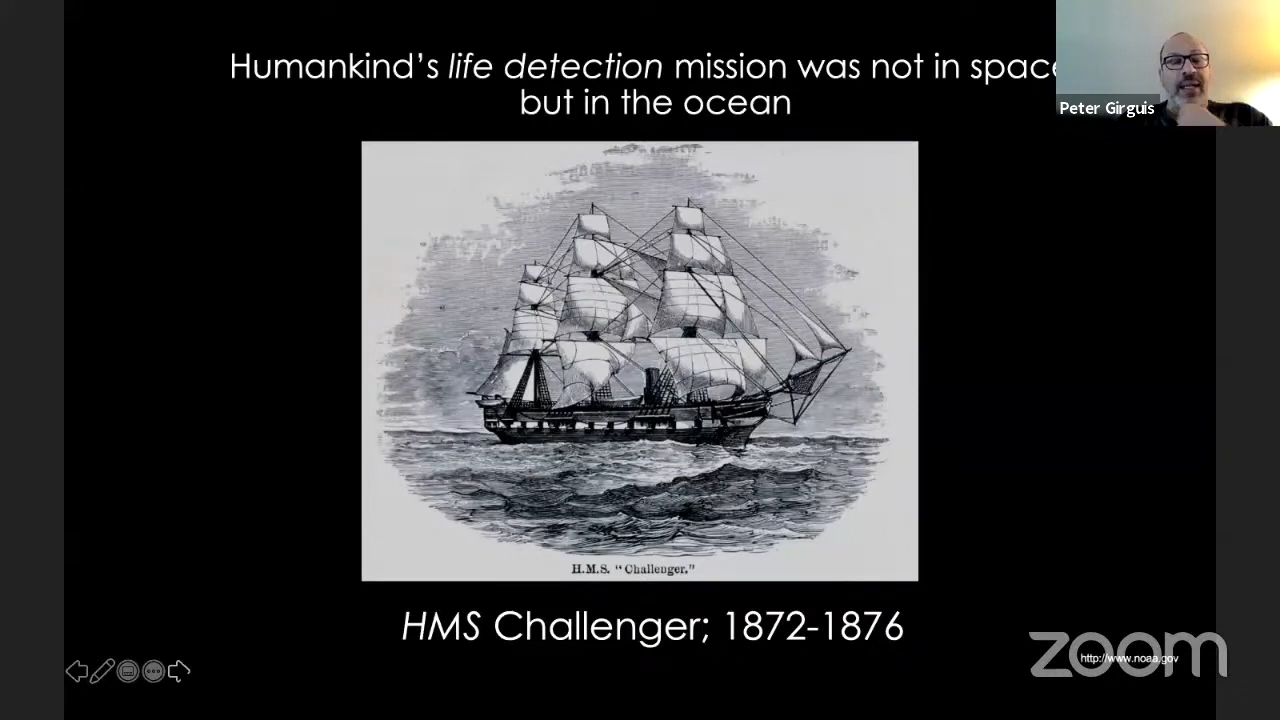 Humankind's life detection mission was not in space
but in the ocean
Peter Girguis
H.M.S. "Challenger."
HMS Challenger; 1872-1876
zoom
http://www.noaa.gov